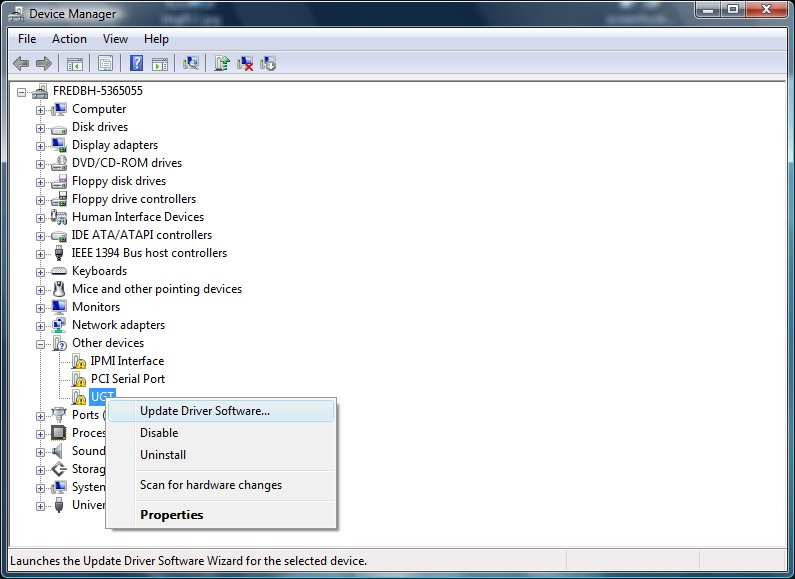 Device Manager
File Action View Help
FREDBH-5365055
Computer
Disk drives
Display adapters
DVD/CD-ROM drives
Floppy disk drives
Floppy drive controllers
Human Interface Devices
IDE ATA/ATAPI controllers
IEEE 1394 Bus host controllers
Keyboards
Mice and other pointing devices
Monitors
Network adapters
Other devices
IPMI Interface
PCI Serial Port
UGT
Ports (
Proces
Sound
Storag
System
Univer
Update Driver Software...
Disable
Uninstall
Scan for hardware changes
Properties
Launches the Update Driver Software Wizard for the selected device.